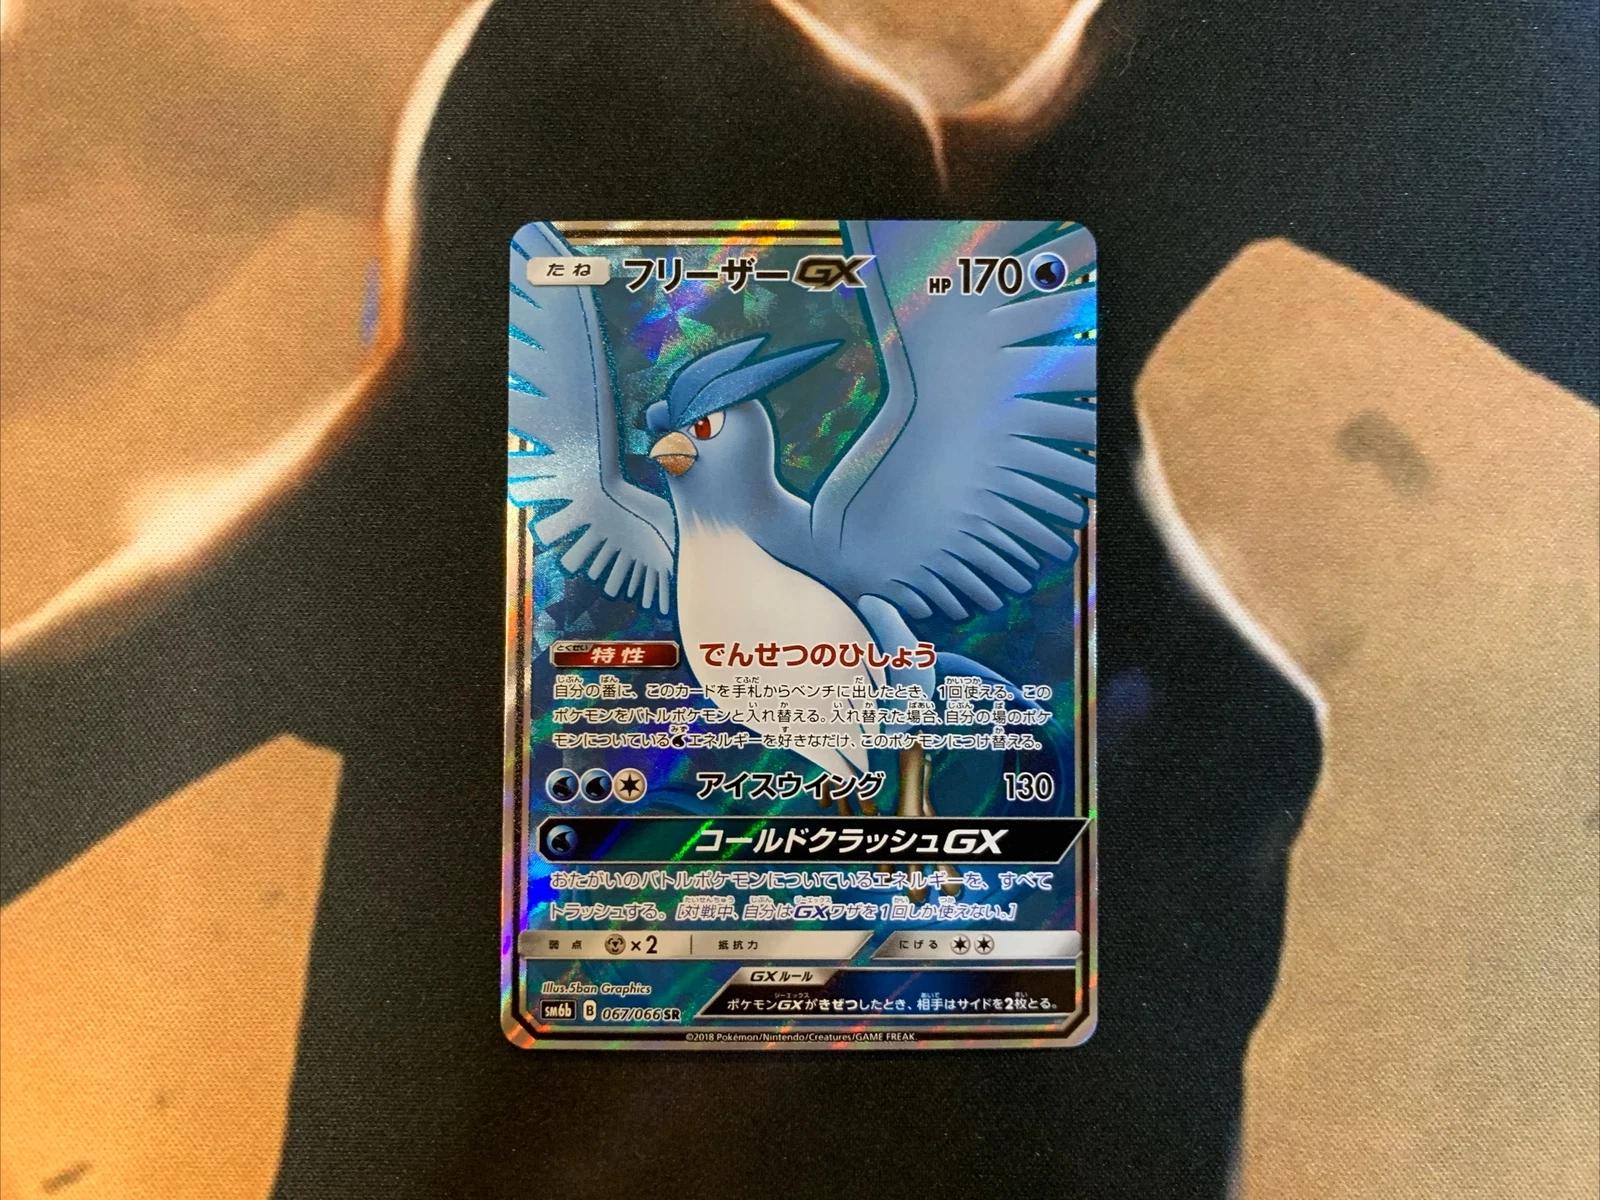 たね フリーザーGX HP 170
とくせい 特性 でんせつのひしょう
自分の番に、このカードを手札からベンチに出したとき、1回使える。この
ポケモンをバトルポケモンと入れ替える。入れ替えた場合、自分の場のポケ
モンについているエネルギーを好きなだけ、このポケモンにつけ替える。
アイスウイング 130
コールドクラッシュGX
おたがいのバトルポケモンについているエネルギーを、すべて
トラッシュする。[対戦中、自分はGXワザを1回しか使えない。]
弱点 ×2 抵抗力 にげる
GXルール
ポケモンGXがきぜつしたとき、相手はサイドを2枚とる。
Illus.5ban Graphics
SM6b B 067/066 SR
©2018 Pokémon/Nintendo/Creatures/GAME FREAK.